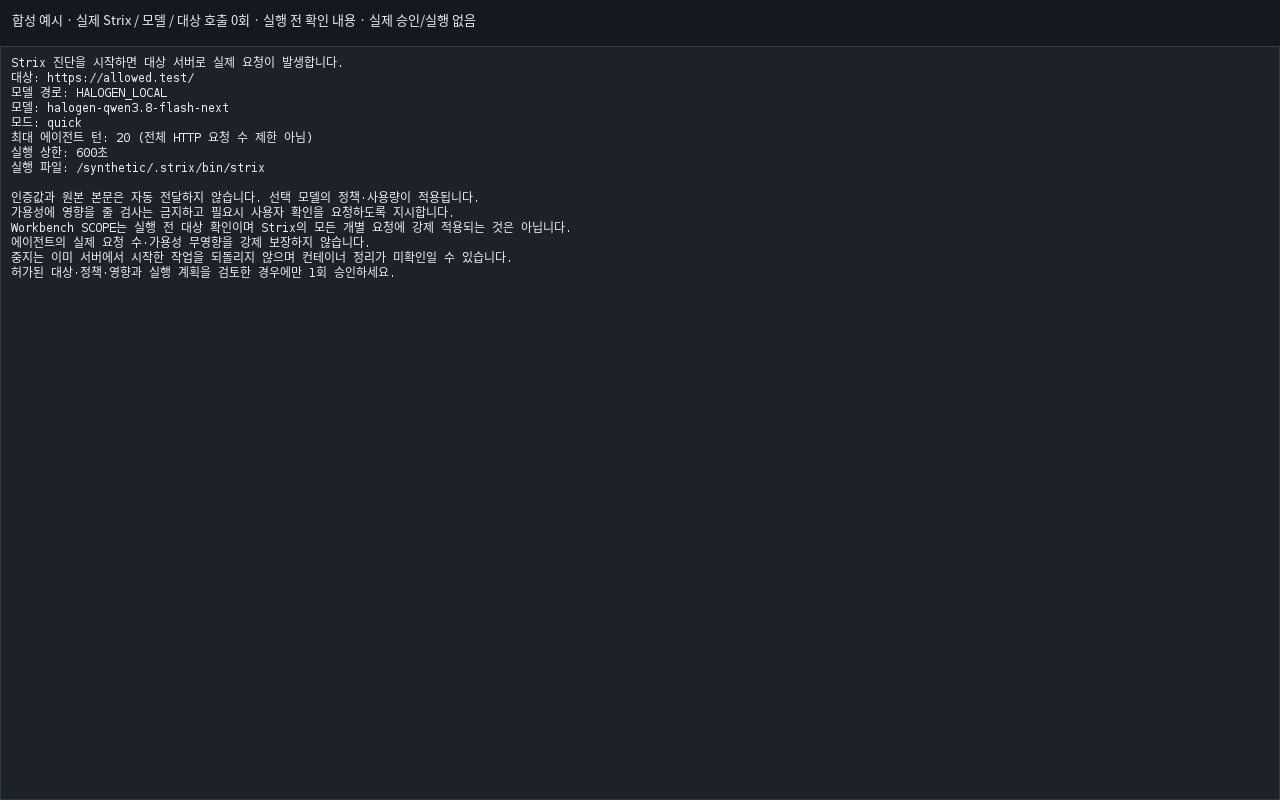 합성 예시 · 실제 Strix / 모델 / 대상 호출 0회 · 실행 전 확인 내용 · 실제 승인/실행 없음
Strix 진단을 시작하면 대상 서버로 실제 요청이 발생합니다.
대상: https://allowed.test/
모델 경로: HALOGEN_LOCAL
모델: halogen-qwen3.8-flash-next
모드: quick
최대 에이전트 턴: 20 (전체 HTTP 요청 수 제한 아님)
실행 상한: 600초
실행 파일: /synthetic/.strix/bin/strix
인증값과 원본 본문은 자동 전달하지 않습니다. 선택 모델의 정책·사용량이 적용됩니다.
가용성에 영향을 줄 검사는 금지하고 필요시 사용자 확인을 요청하도록 지시합니다.
Workbench SCOPE는 실행 전 대상 확인이며 Strix의 모든 개별 요청에 강제 적용되는 것은 아닙니다.
에이전트의 실제 요청 수·가용성 무영향을 강제 보장하지 않습니다.
중지는 이미 서버에서 시작한 작업을 되돌리지 않으며 컨테이너 정리가 미확인일 수 있습니다.
허가된 대상·정책·영향과 실행 계획을 검토한 경우에만 1회 승인하세요.